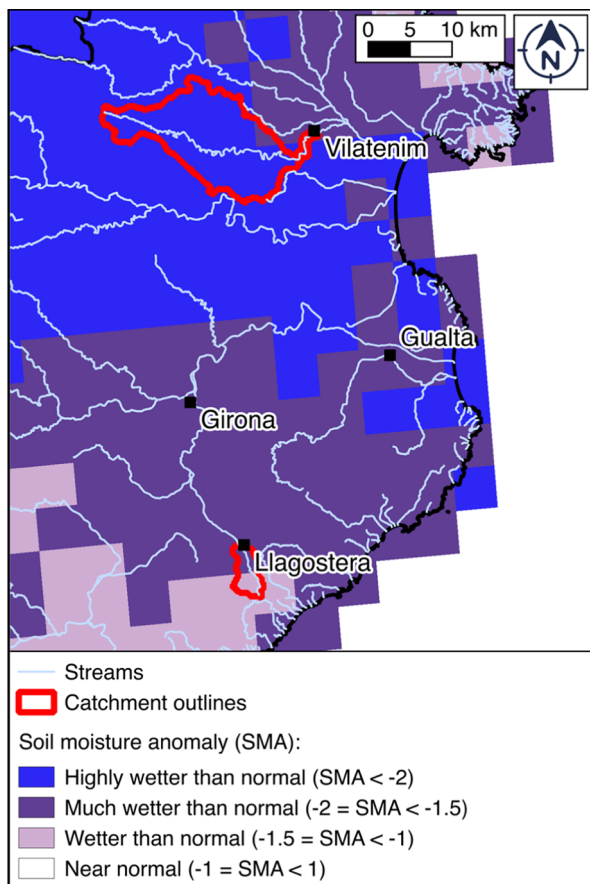 0 5 10 km
N
Vilatenim
Gualta
Girona
Llagostera
Streams
Catchment outlines
Soil moisture anomaly (SMA):
Highly wetter than normal (SMA < -2)
Much wetter than normal (-2 = SMA < -1.5)
Wetter than normal (-1.5 = SMA < -1)
Near normal (-1 = SMA < 1)